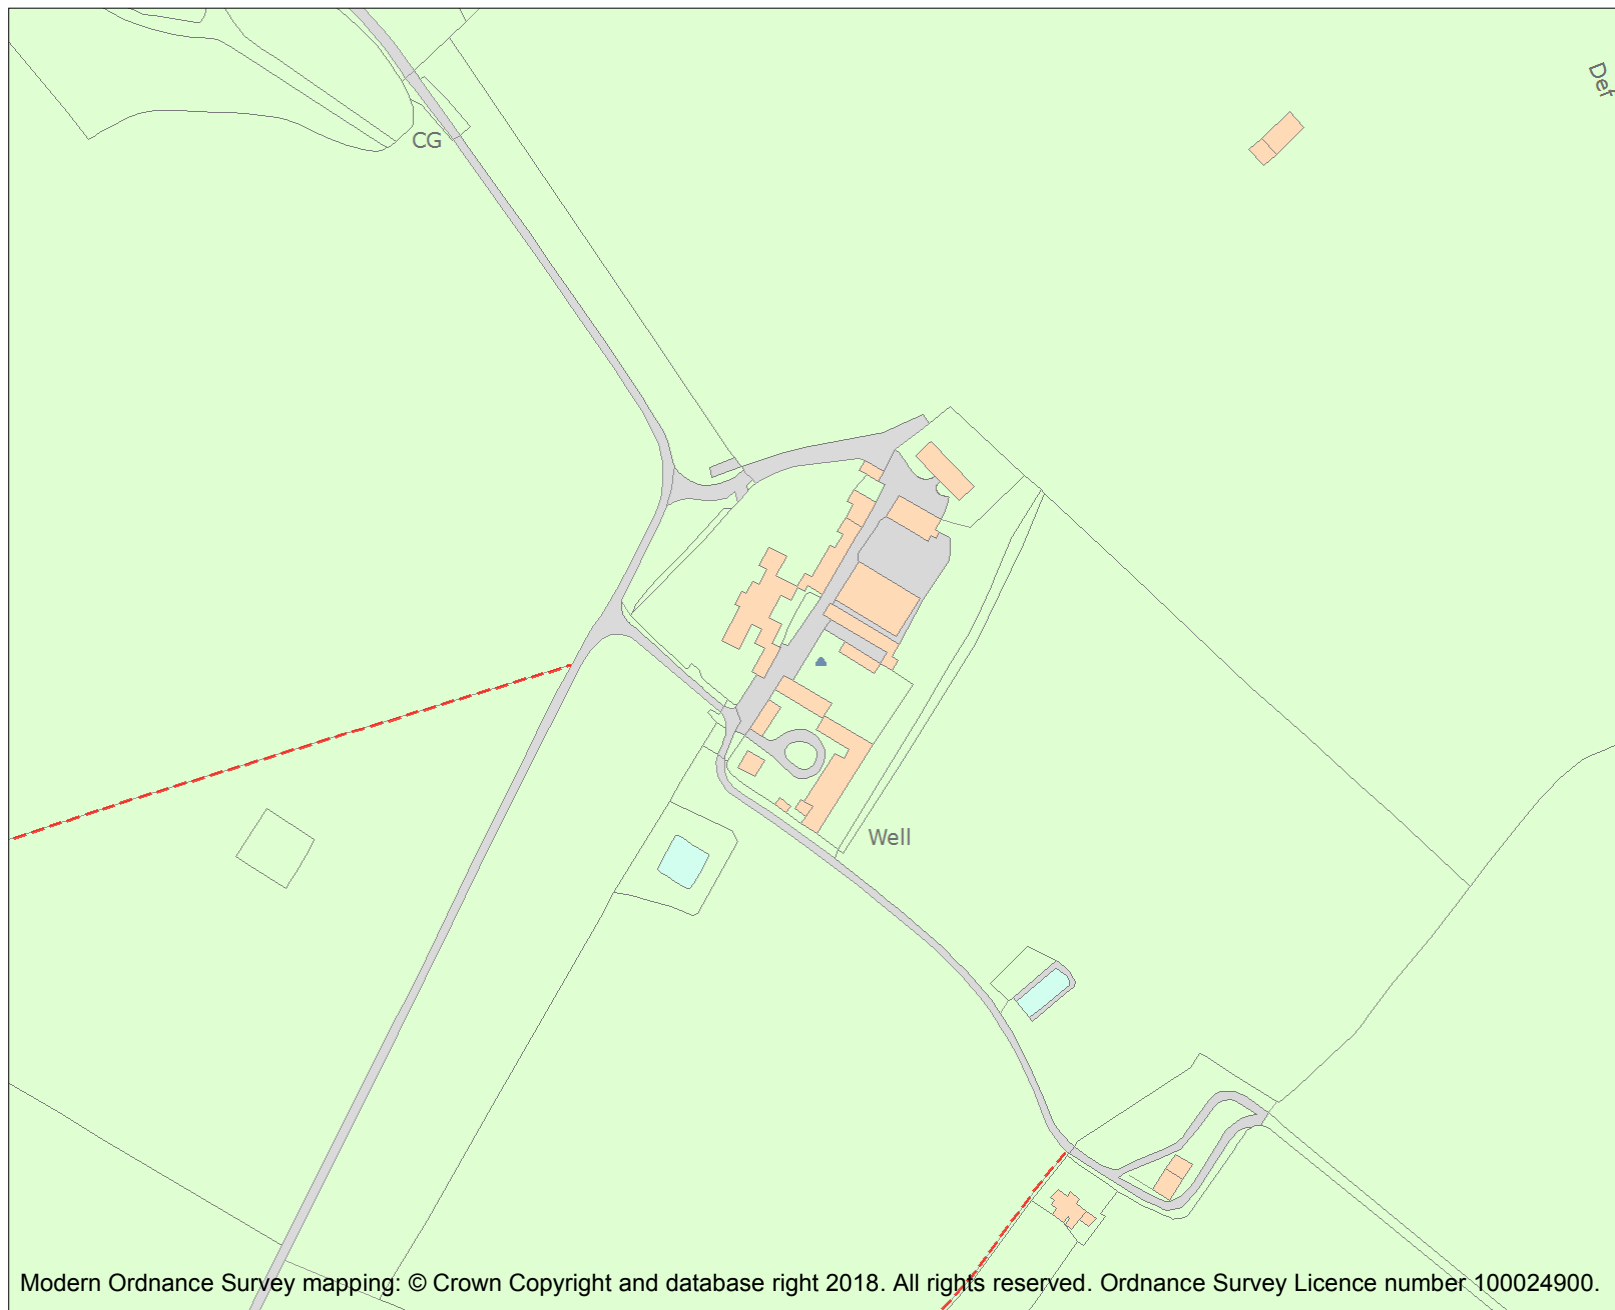 Def
CG
Well
Modern Ordnance Survey mapping: © Crown Copyright and database right 2018. All rights reserved. Ordnance Survey Licence number 100024900.